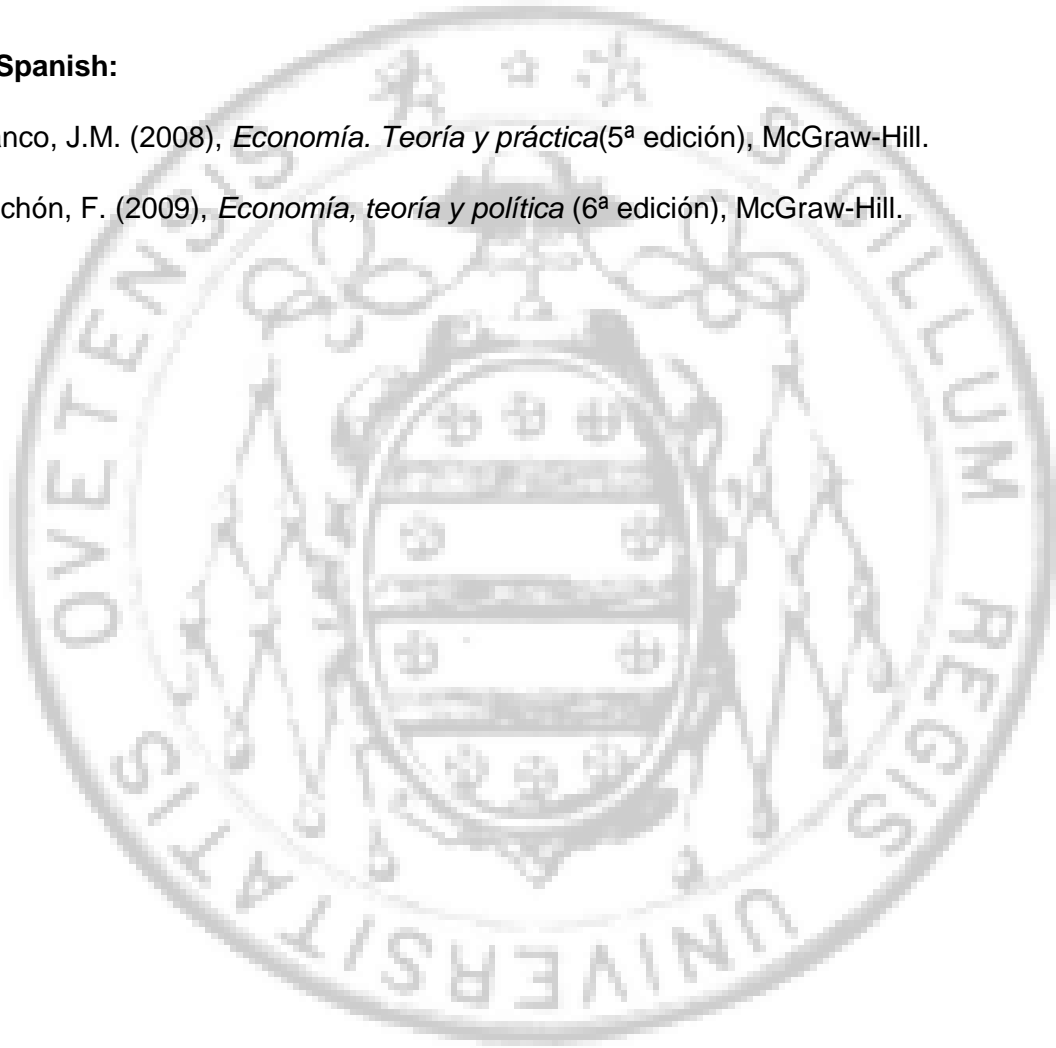 Spanish:
anco, J.M. (2008), Economía. Teoría y práctica(5ª edición), McGraw-Hill.
chón, F. (2009), Economía, teoría y política (6ª edición), McGraw-Hill.
SIGILLUM REGIS UNIVERSITATIS OVETENSIS